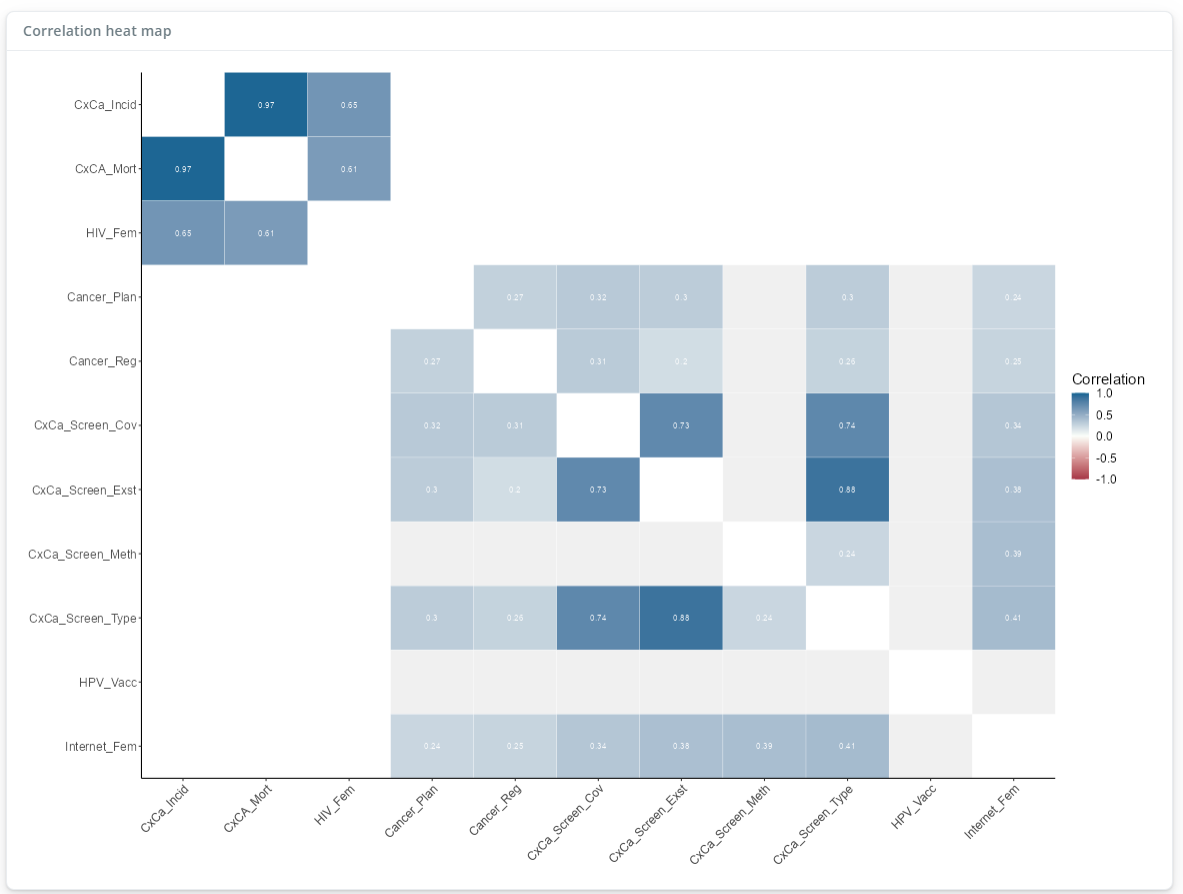 Correlation heat map
CxCa_Incid
0.97
0.65
CxCA_Mort
0.97
0.61
HIV_Fem
0.65
0.61
Cancer_Plan
0.27
0.32
0.3
0.3
0.24
Cancer_Reg
0.27
0.31
0.2
0.26
0.25
Correlation
1.0
0.5
0.0
-0.5
-1.0
CxCa_Screen_Cov
0.32
0.31
0.73
0.74
0.34
CxCa_Screen_Exst
0.3
0.2
0.73
0.88
0.38
CxCa_Screen_Meth
0.24
0.39
CxCa_Screen_Type
0.3
0.26
0.74
0.88
0.24
0.41
HPV_Vacc
Internet_Fem
0.24
0.25
0.34
0.38
0.39
0.41
CxCa_Incid
CxCA_Mort
HIV_Fem
Cancer_Plan
Cancer_Reg
CxCa_Screen_Cov
CxCa_Screen_Exst
CxCa_Screen_Meth
CxCa_Screen_Type
HPV_Vacc
Internet_Fem